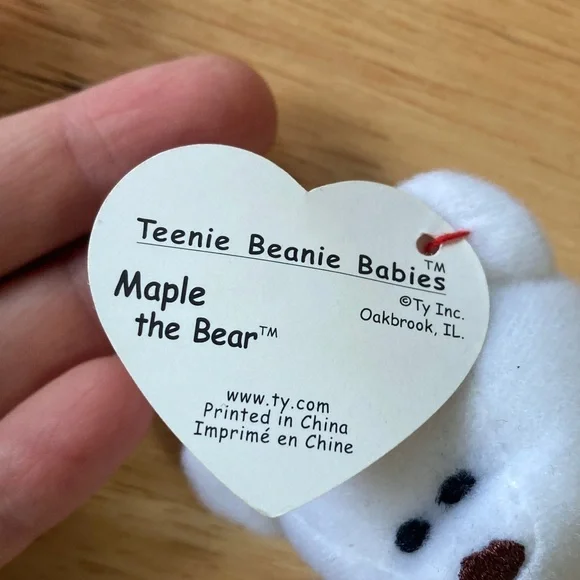 Teenie Beanie Babies™
Maple
the Bear™
©Ty Inc.
Oakbrook, IL.
www.ty.com
Printed in China
Imprimé en Chine